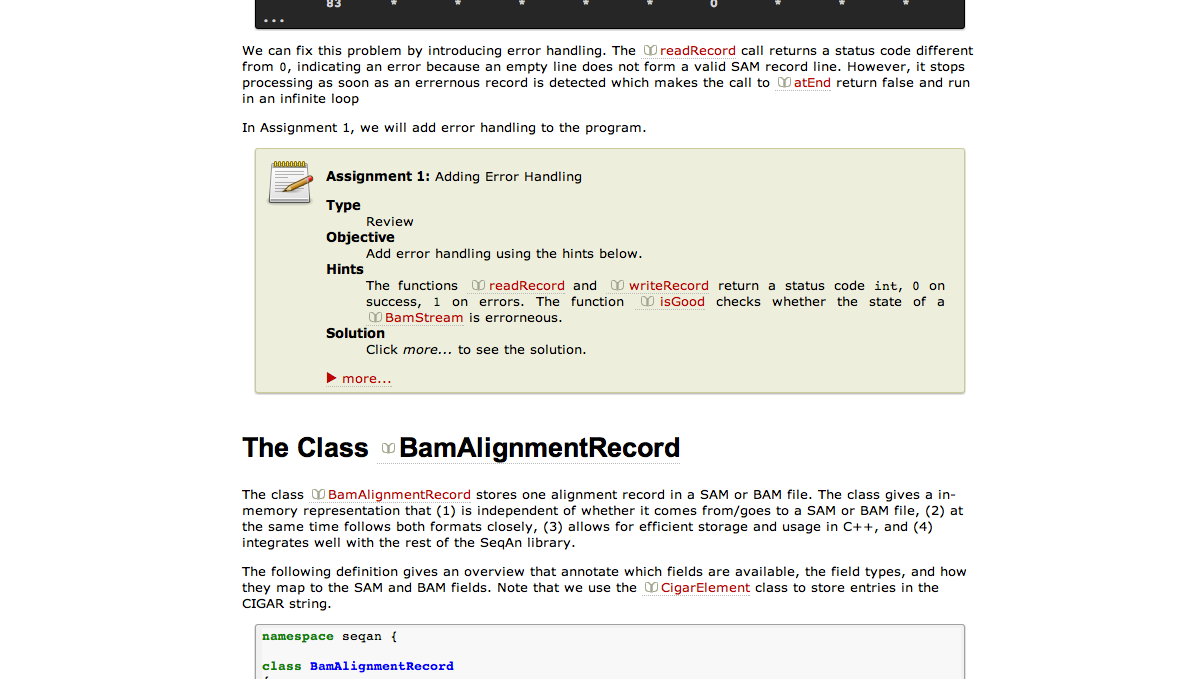 83 * * * * * 0 * * *
...
We can fix this problem by introducing error handling. The readRecord call returns a status code different
from 0, indicating an error because an empty line does not form a valid SAM record line. However, it stops
processing as soon as an errernous record is detected which makes the call to atEnd return false and run
in an infinite loop
In Assignment 1, we will add error handling to the program.
Assignment 1: Adding Error Handling
Type
Review
Objective
Add error handling using the hints below.
Hints
The functions readRecord and writeRecord return a status code int, 0 on
success, 1 on errors. The function isGood checks whether the state of a
BamStream is errorneous.
Solution
Click more... to see the solution.
more...
The Class BamAlignmentRecord
The class BamAlignmentRecord stores one alignment record in a SAM or BAM file. The class gives a in-
memory representation that (1) is independent of whether it comes from/goes to a SAM or BAM file, (2) at
the same time follows both formats closely, (3) allows for efficient storage and usage in C++, and (4)
integrates well with the rest of the SeqAn library.
The following definition gives an overview that annotate which fields are available, the field types, and how
they map to the SAM and BAM fields. Note that we use the CigarElement class to store entries in the
CIGAR string.
namespace seqan {
class BamAlignmentRecord